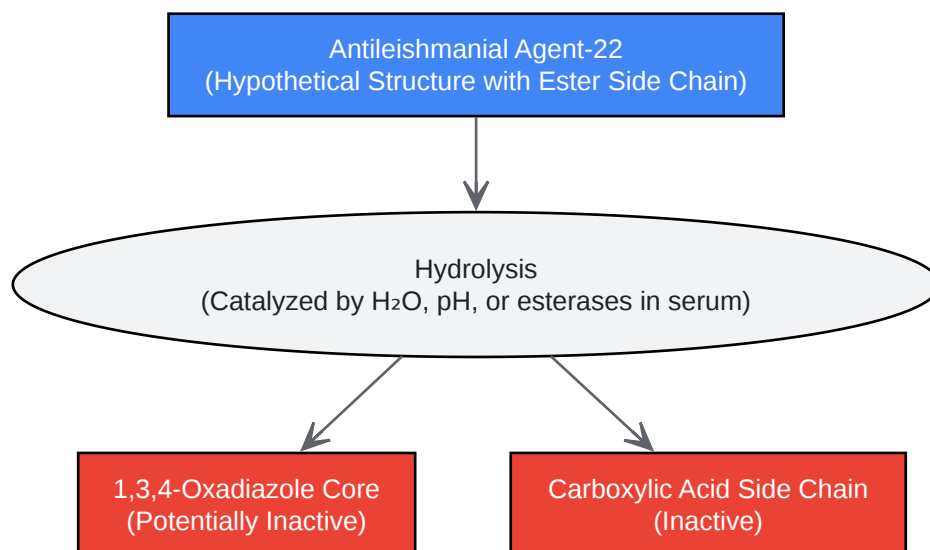 Antileishmanial Agent-22
(Hypothetical Structure with Ester Side Chain)
Hydrolysis
(Catalyzed by H₂O, pH, or esterases in serum)
1,3,4-Oxadiazole Core
(Potentially Inactive)
Carboxylic Acid Side Chain
(Inactive)